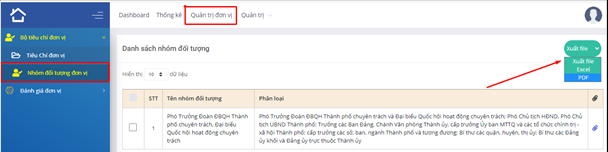 Dashboard Thống kê Quản trị đơn vị Quản trị
Bộ tiêu chí đơn vị
Tiêu Chí đơn vị
Nhóm đối tượng đơn vị
Đánh giá đơn vị
Danh sách nhóm đối tượng
Xuất file
Xuất file
Excel
PDF
Hiển thị 10 dữ liệu
STT Tên nhóm đối tượng Phân loại
1
Phó Trưởng Đoàn ĐBQH Thành
phố chuyên trách, Đại biểu
Quốc hội hoạt động chuyên
trách
Phó Trưởng Đoàn ĐBQH Thành phố chuyên trách và Đại biểu Quốc hội hoạt động chuyên trách; Phó Chủ tịch HĐND, Phó Chủ
tịch UBND Thành phố; Trưởng các Ban Đảng, Chánh Văn phòng Thành ủy, cấp trưởng Ủy ban MTTQ và các tổ chức chính trị -
xã hội Thành phố; cấp trưởng các sở, ban, ngành Thành phố và tương đương; Bí thư các quận, huyện, thị ủy; Bí thư các Đảng
ủy khối và Đảng ủy trực thuộc Thành ủy